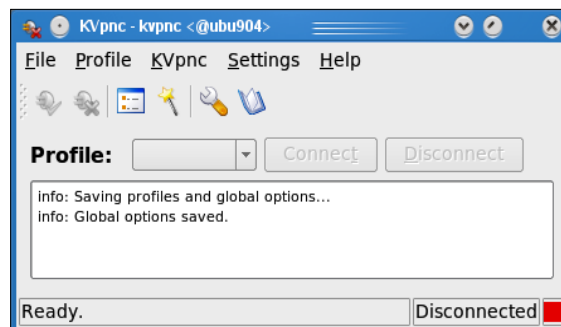 KVpnc - kvpnc <@ubu904>
File Profile KVpnc Settings Help
Profile: Connect Disconnect
info: Saving profiles and global options...
info: Global options saved.
Ready. Disconnected